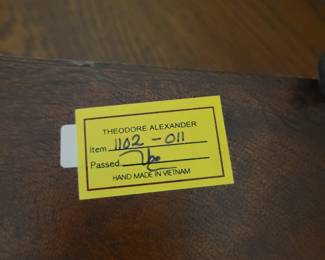 THEODORE ALEXANDER
Item 1102-011
Passed
HAND MADE IN VIETNAM